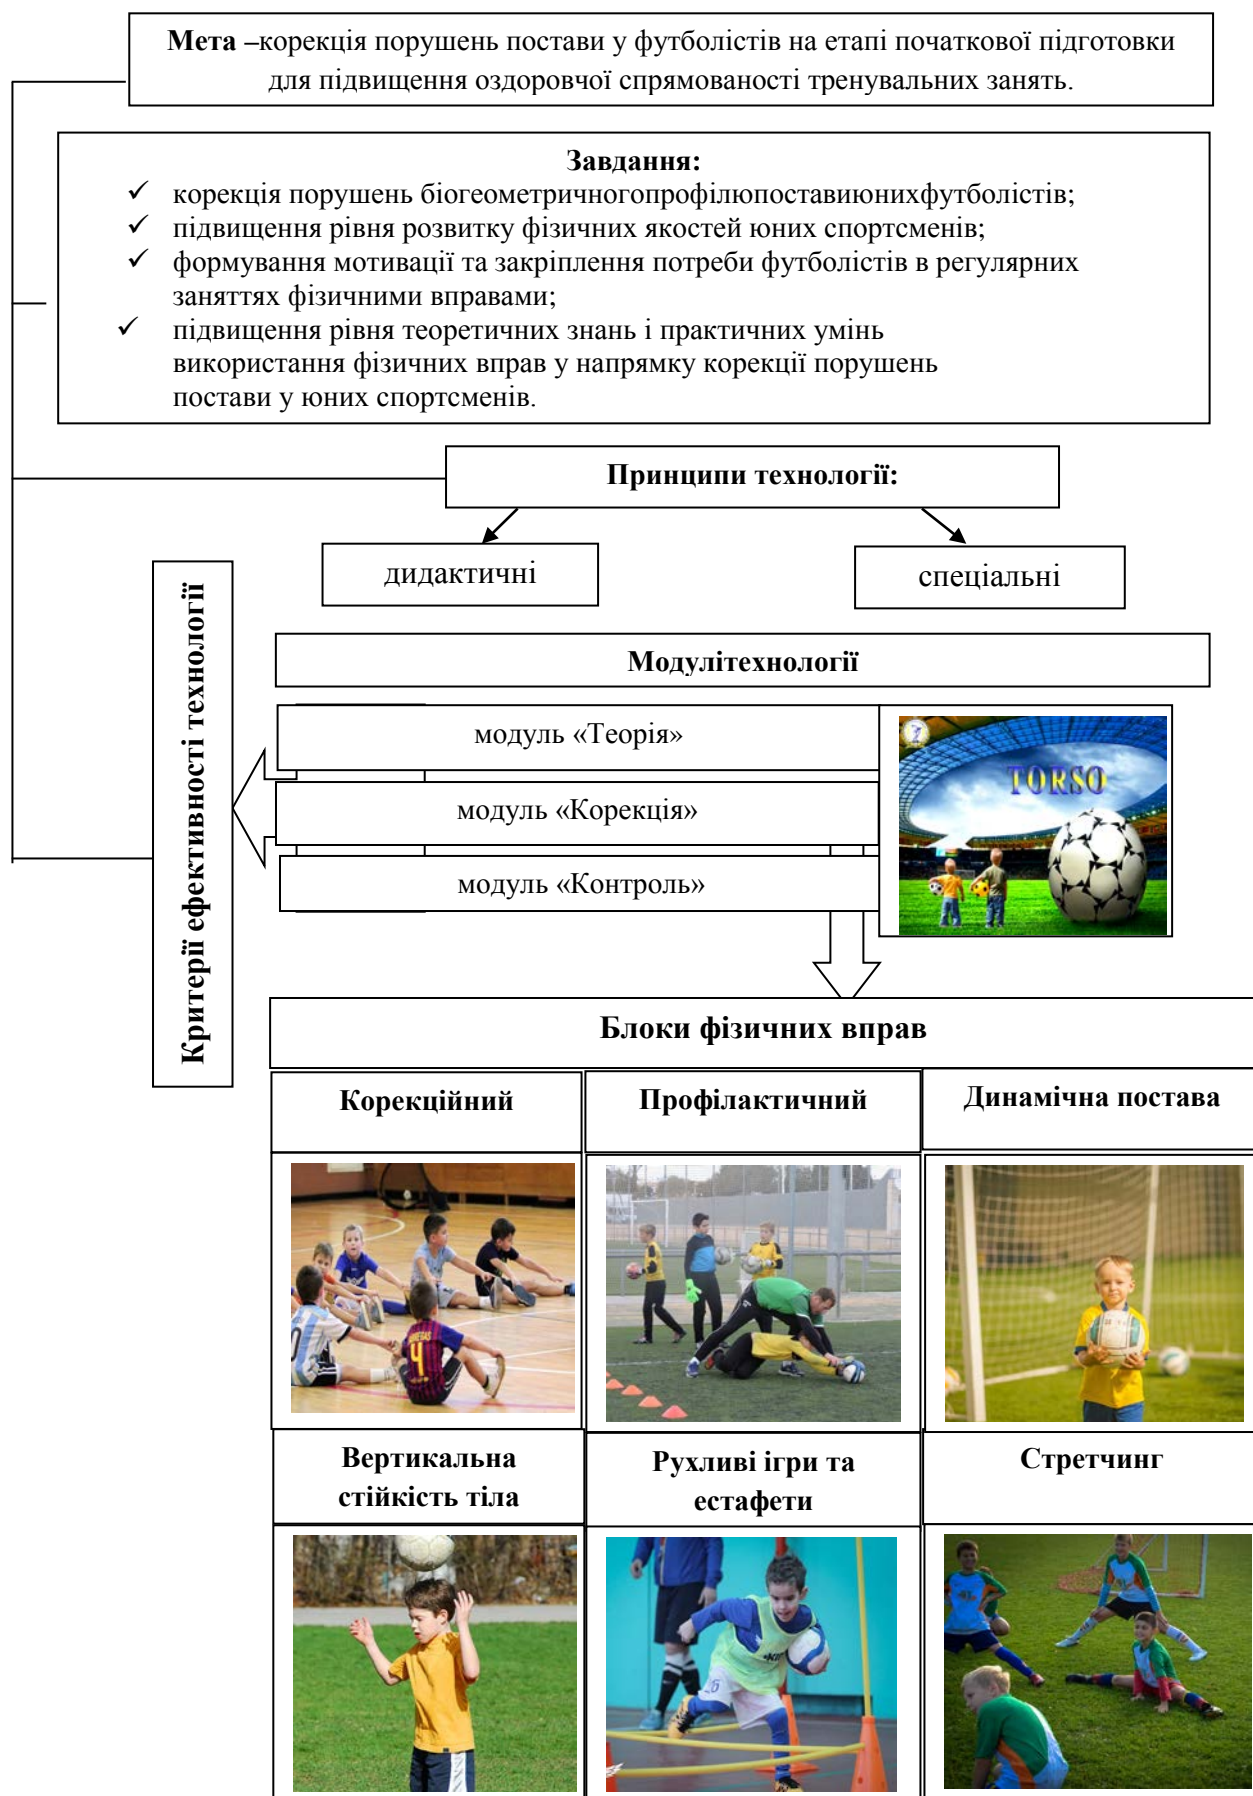 Мета –корекція порушень постави у футболістів на етапі початкової підготовки
для підвищення оздоровчої спрямованості тренувальних занять.
Завдання:
✓ корекція порушень біогеометричногопрофілюпоставиюнихфутболістів;
✓ підвищення рівня розвитку фізичних якостей юних спортсменів;
✓ формування мотивації та закріплення потреби футболістів в регулярних
заняттях фізичними вправами;
✓ підвищення рівня теоретичних знань і практичних умінь
використання фізичних вправ у напрямку корекції порушень
постави у юних спортсменів.
Принципи технології:
дидактичні
спеціальні
Критерії ефективності технології
Модулітехнології
модуль «Теорія»
модуль «Корекція»
модуль «Контроль»
TORSO
Блоки фізичних вправ
Корекційний
Профілактичний
Динамічна постава
4
Вертикальна
стійкість тіла
Рухливі ігри та
естафети
Стретчинг